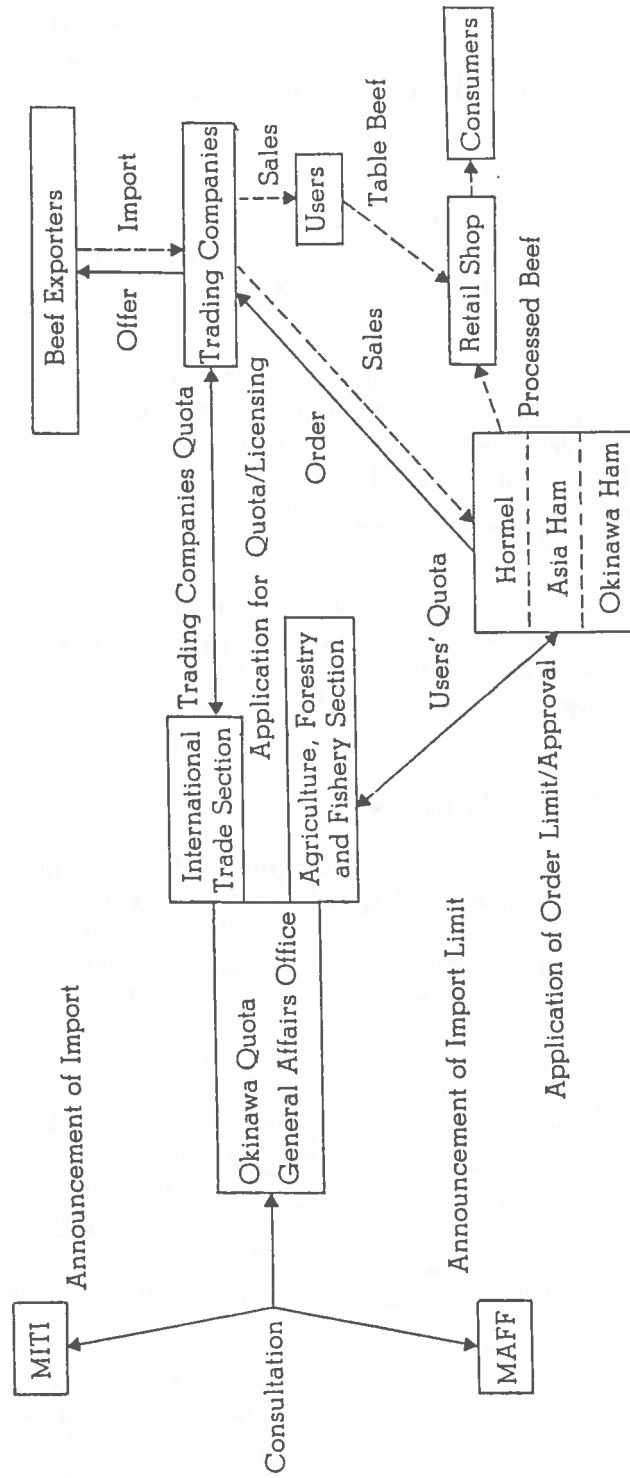 MITI
Announcement of Import
Consultation
MAFF
Announcement of Import Limit
Okinawa Quota
General Affairs Office
International
Trade Section
Agriculture, Forestry
and Fishery Section
Trading Companies Quota
Application for Quota/Licensing
Users' Quota
Application of Order Limit/Approval
Beef Exporters
Offer
Import
Trading Companies
Order
Sales
Sales
Users
Table Beef
Hormel
Asia Ham
Okinawa Ham
Processed Beef
Retail Shop
Consumers